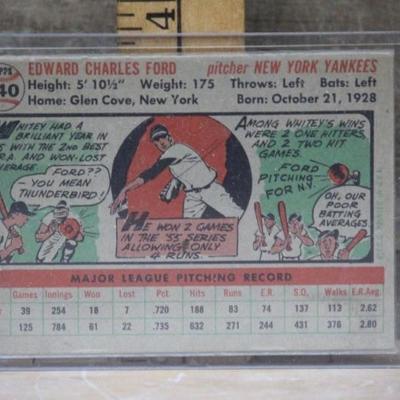 4
TOPPS
40
EDWARD CHARLES FORD pitcher NEW YORK YANKEES
Height: 5' 10½" Weight: 175 Throws: Left Bats: Left
Home: Glen Cove, New York Born: October 21, 1928
WHITEY HAD A
BRILLIANT YEAR IN
WITH THE 2ND BEST
AND WON-LOST
FORD??
-- YOU MEAN
THUNDERBIRD!
HE WON 2 GAMES
IN THE '55 SERIES
ALLOWING ONLY
4 RUNS.
AMONG WHITEY'S WINS
WERE 2 ONE HITTERS
AND 2 TWO HIT
GAMES.
FORD
PITCHING
FOR N.Y.
OH, OUR
POOR
BATTING
AVERAGES
MAJOR LEAGUE PITCHING RECORD
Games Innings Won Lost Pct. Hits Runs E.R. S.O. Walks E.R.Avg.
39 254 18 7 .720 188 83 74 137 113 2.62
125 784 61 22 .735 632 271 244 431 376 2.80